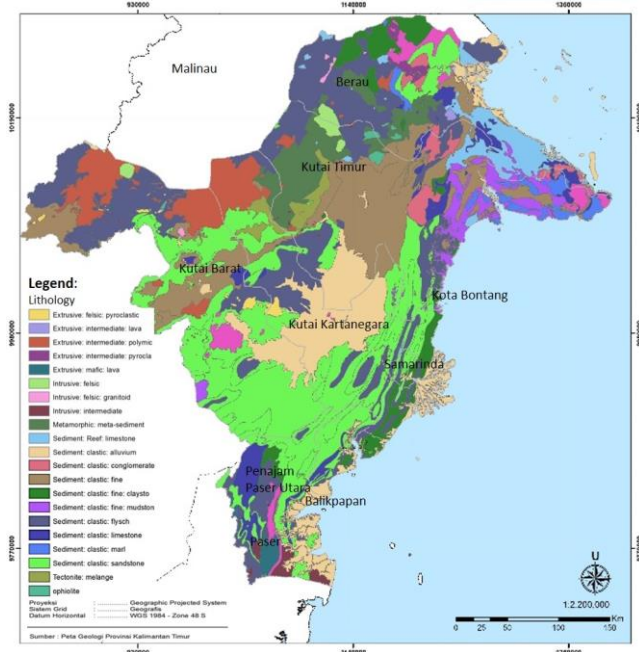 930000
1140000
Malinau
Berau
10190000
Kutai Timur
Kutai Barat
Kota Bontang
Kutai Kartanegara
9980000
Samarinda
Penajam
Paser Utara
Balikpapan
Paser
9770000
Legend:
Lithology
Extrusive: felsic: pyroclastic
Extrusive: intermediate: lava
Extrusive: intermediate: polymic
Extrusive: intermediate: pyrocla
Extrusive: mafic: lava
Intrusive: felsic
Intrusive: felsic: granitoid
Intrusive: intermediate
Metamorphic: meta-sediment
Sediment: Reef: limestone
Sediment: clastic: alluvium
Sediment: clastic: conglomerate
Sediment: clastic: fine
Sediment: clastic: fine: claysto
Sediment: clastic: fine: mudston
Sediment: clastic: flysch
Sediment: clastic: limestone
Sediment: clastic: marl
Sediment: clastic: sandstone
Tectonite: melange
ophiolite
Proyeksi : ................ Geographic Projected System
Sistem Grid : ................ Geografis
Datum Horizontal : ................ WGS 1984 - Zone 48 S
Sumber : Peta Geologi Provinsi Kalimantan Timur
U
1:2.200.000
0 25 50 100 150
Km
930000
1140000